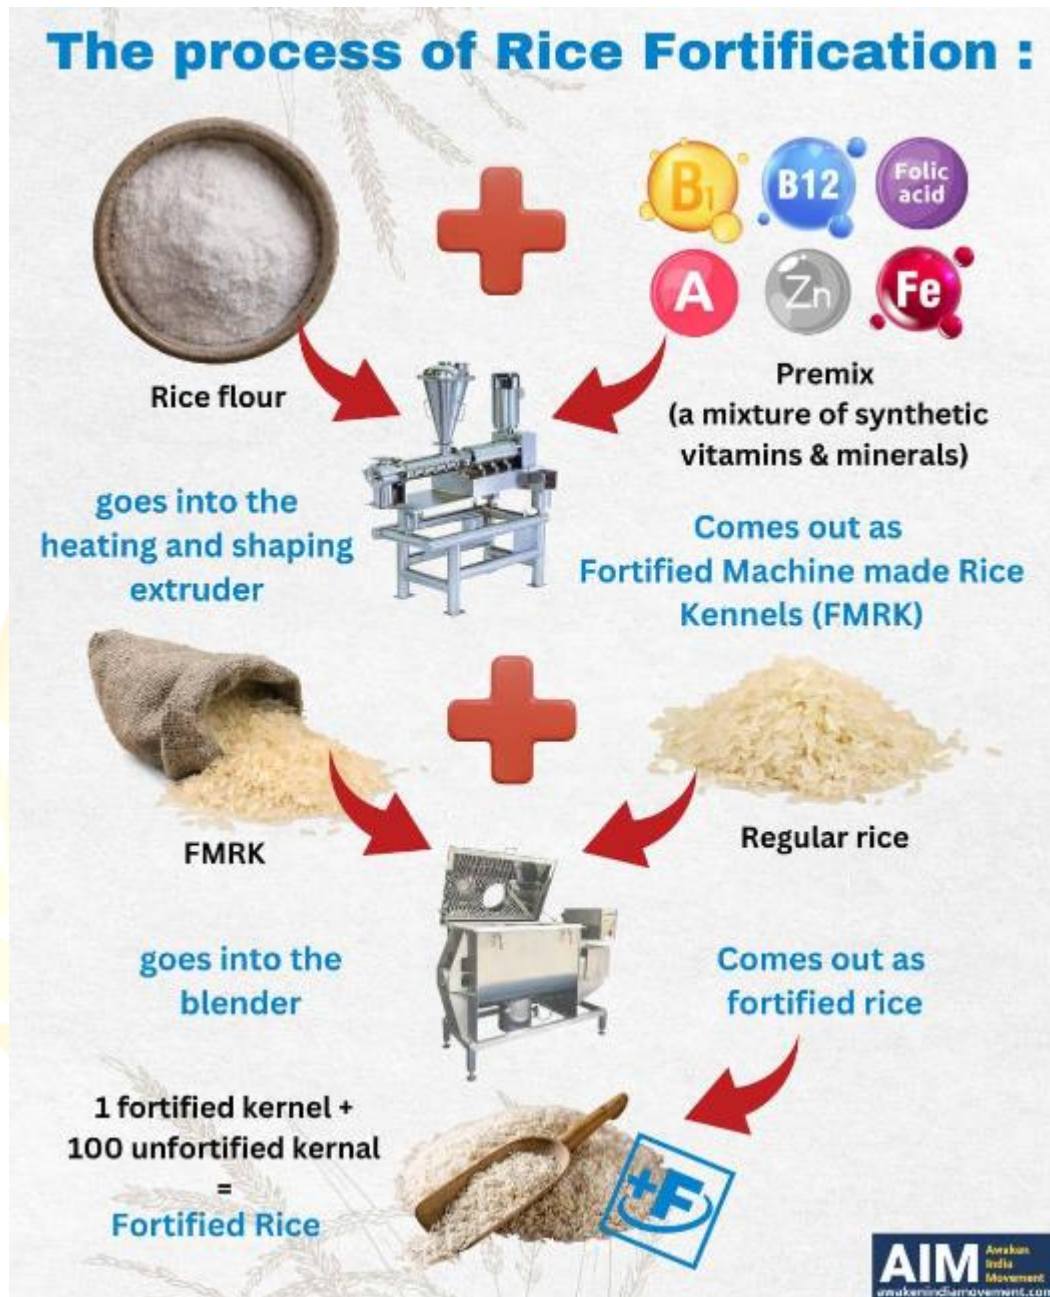 The process of Rice Fortification :
B1
B12
Folic
acid
A
Zn
Fe
Rice flour
Premix
(a mixture of synthetic
vitamins & minerals)
goes into the
heating and shaping
extruder
Comes out as
Fortified Machine made Rice
Kennels (FMRK)
FMRK
Regular rice
goes into the
blender
Comes out as
fortified rice
1 fortified kernel +
100 unfortified kernal
=
Fortified Rice
+F
AIM
Awaken
India
Movement
awakenindiamovement.com